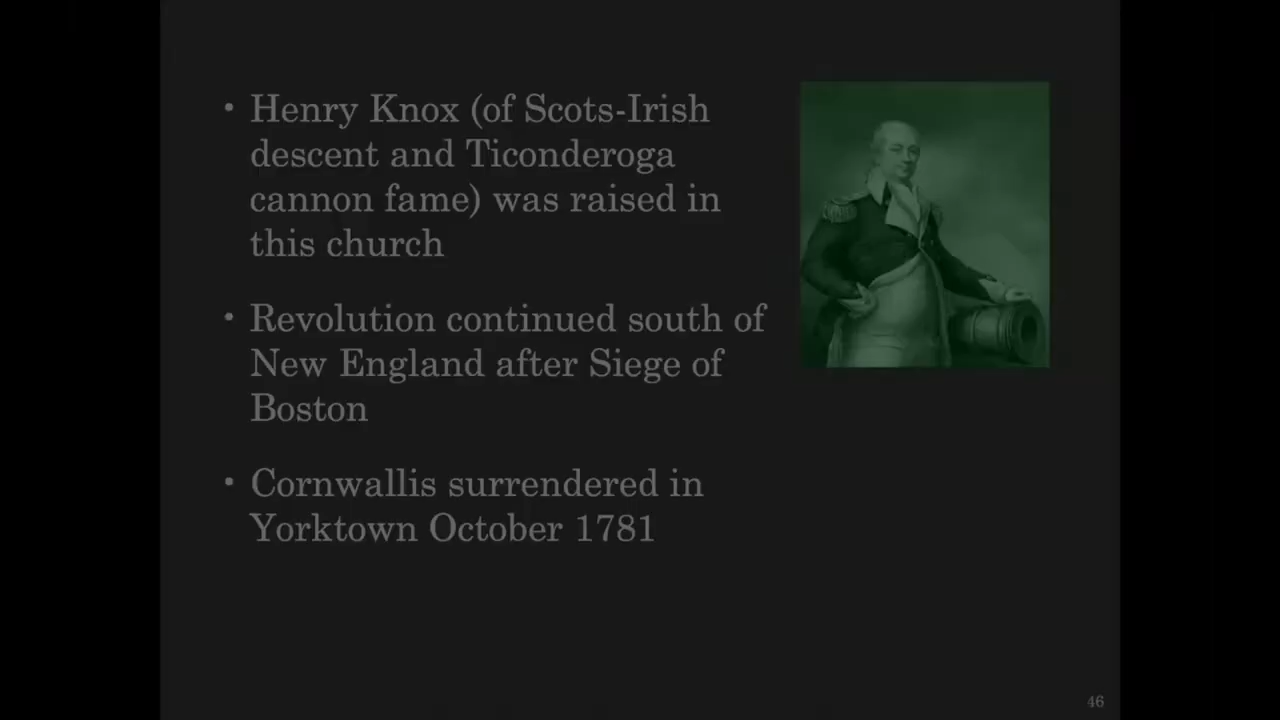 • Henry Knox (of Scots-Irish
descent and Ticonderoga
cannon fame) was raised in
this church
• Revolution continued south of
New England after Siege of
Boston
• Cornwallis surrendered in
Yorktown October 1781
46